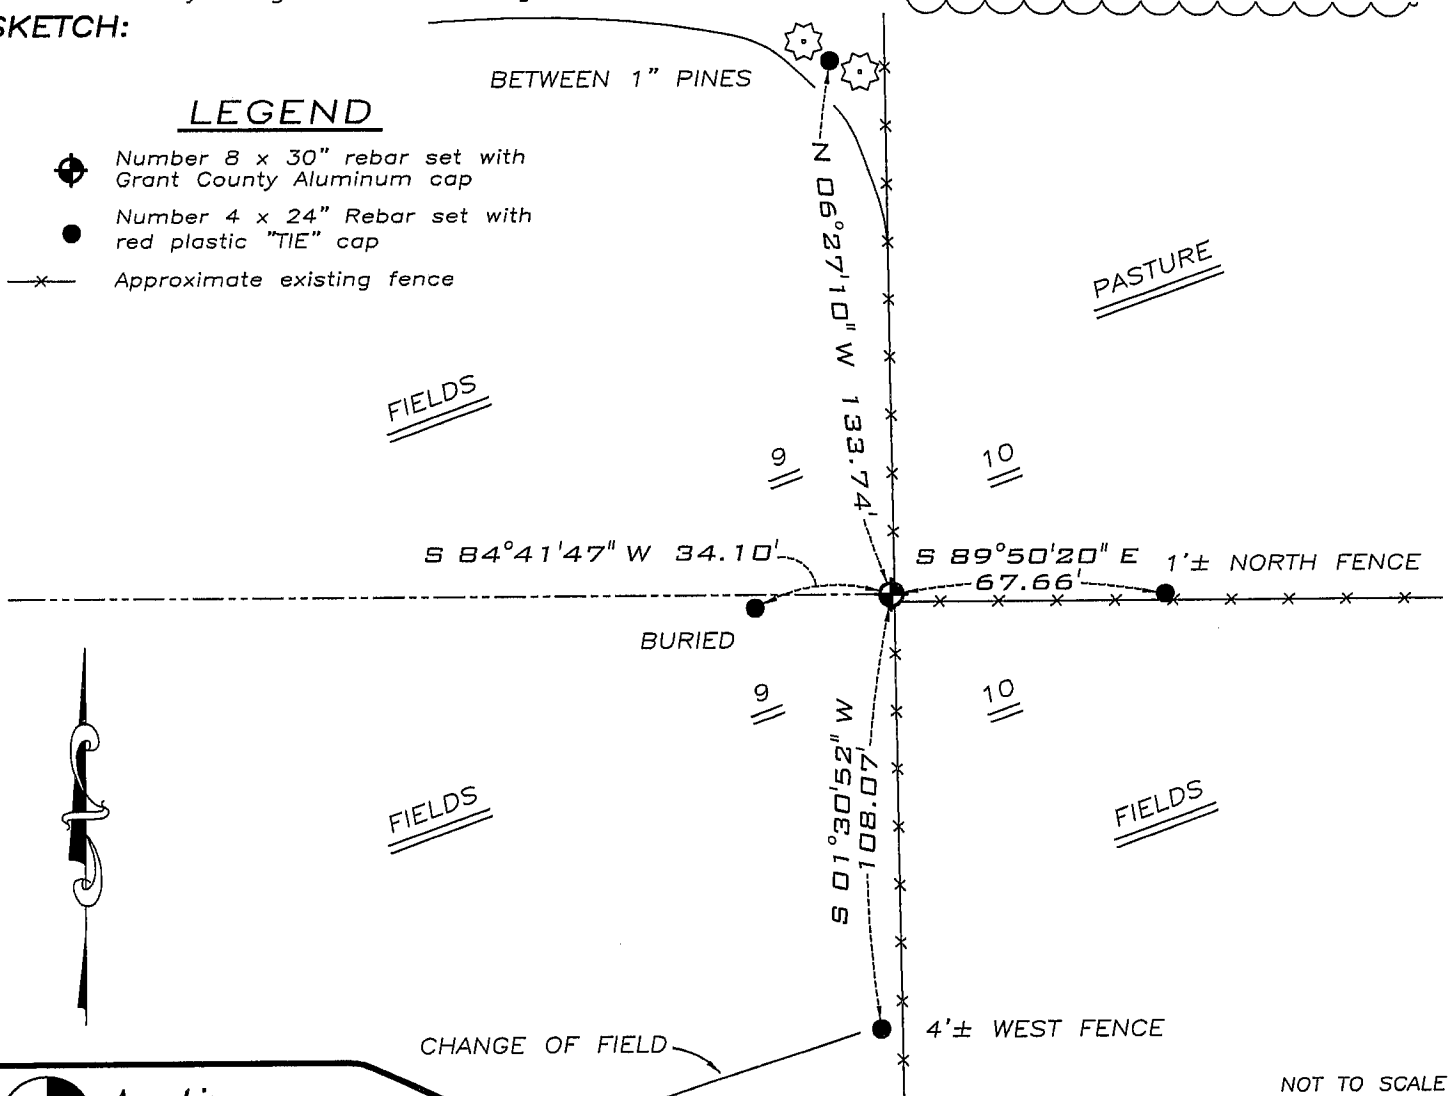 SKETCH:
BETWEEN 1" PINES
LEGEND
Number 8 x 30" rebar set with
Grant County Aluminum cap
Number 4 x 24" Rebar set with
red plastic "TIE" cap
Approximate existing fence
N 06°27'10" W 133.74'
PASTURE
FIELDS
9
10
S 84°41'47" W 34.10'
S 89°50'20" E
67.66'
1'± NORTH FENCE
BURIED
9
10
S 01°30'52" W
108.07'
FIELDS
FIELDS
4'± WEST FENCE
CHANGE OF FIELD
NOT TO SCALE